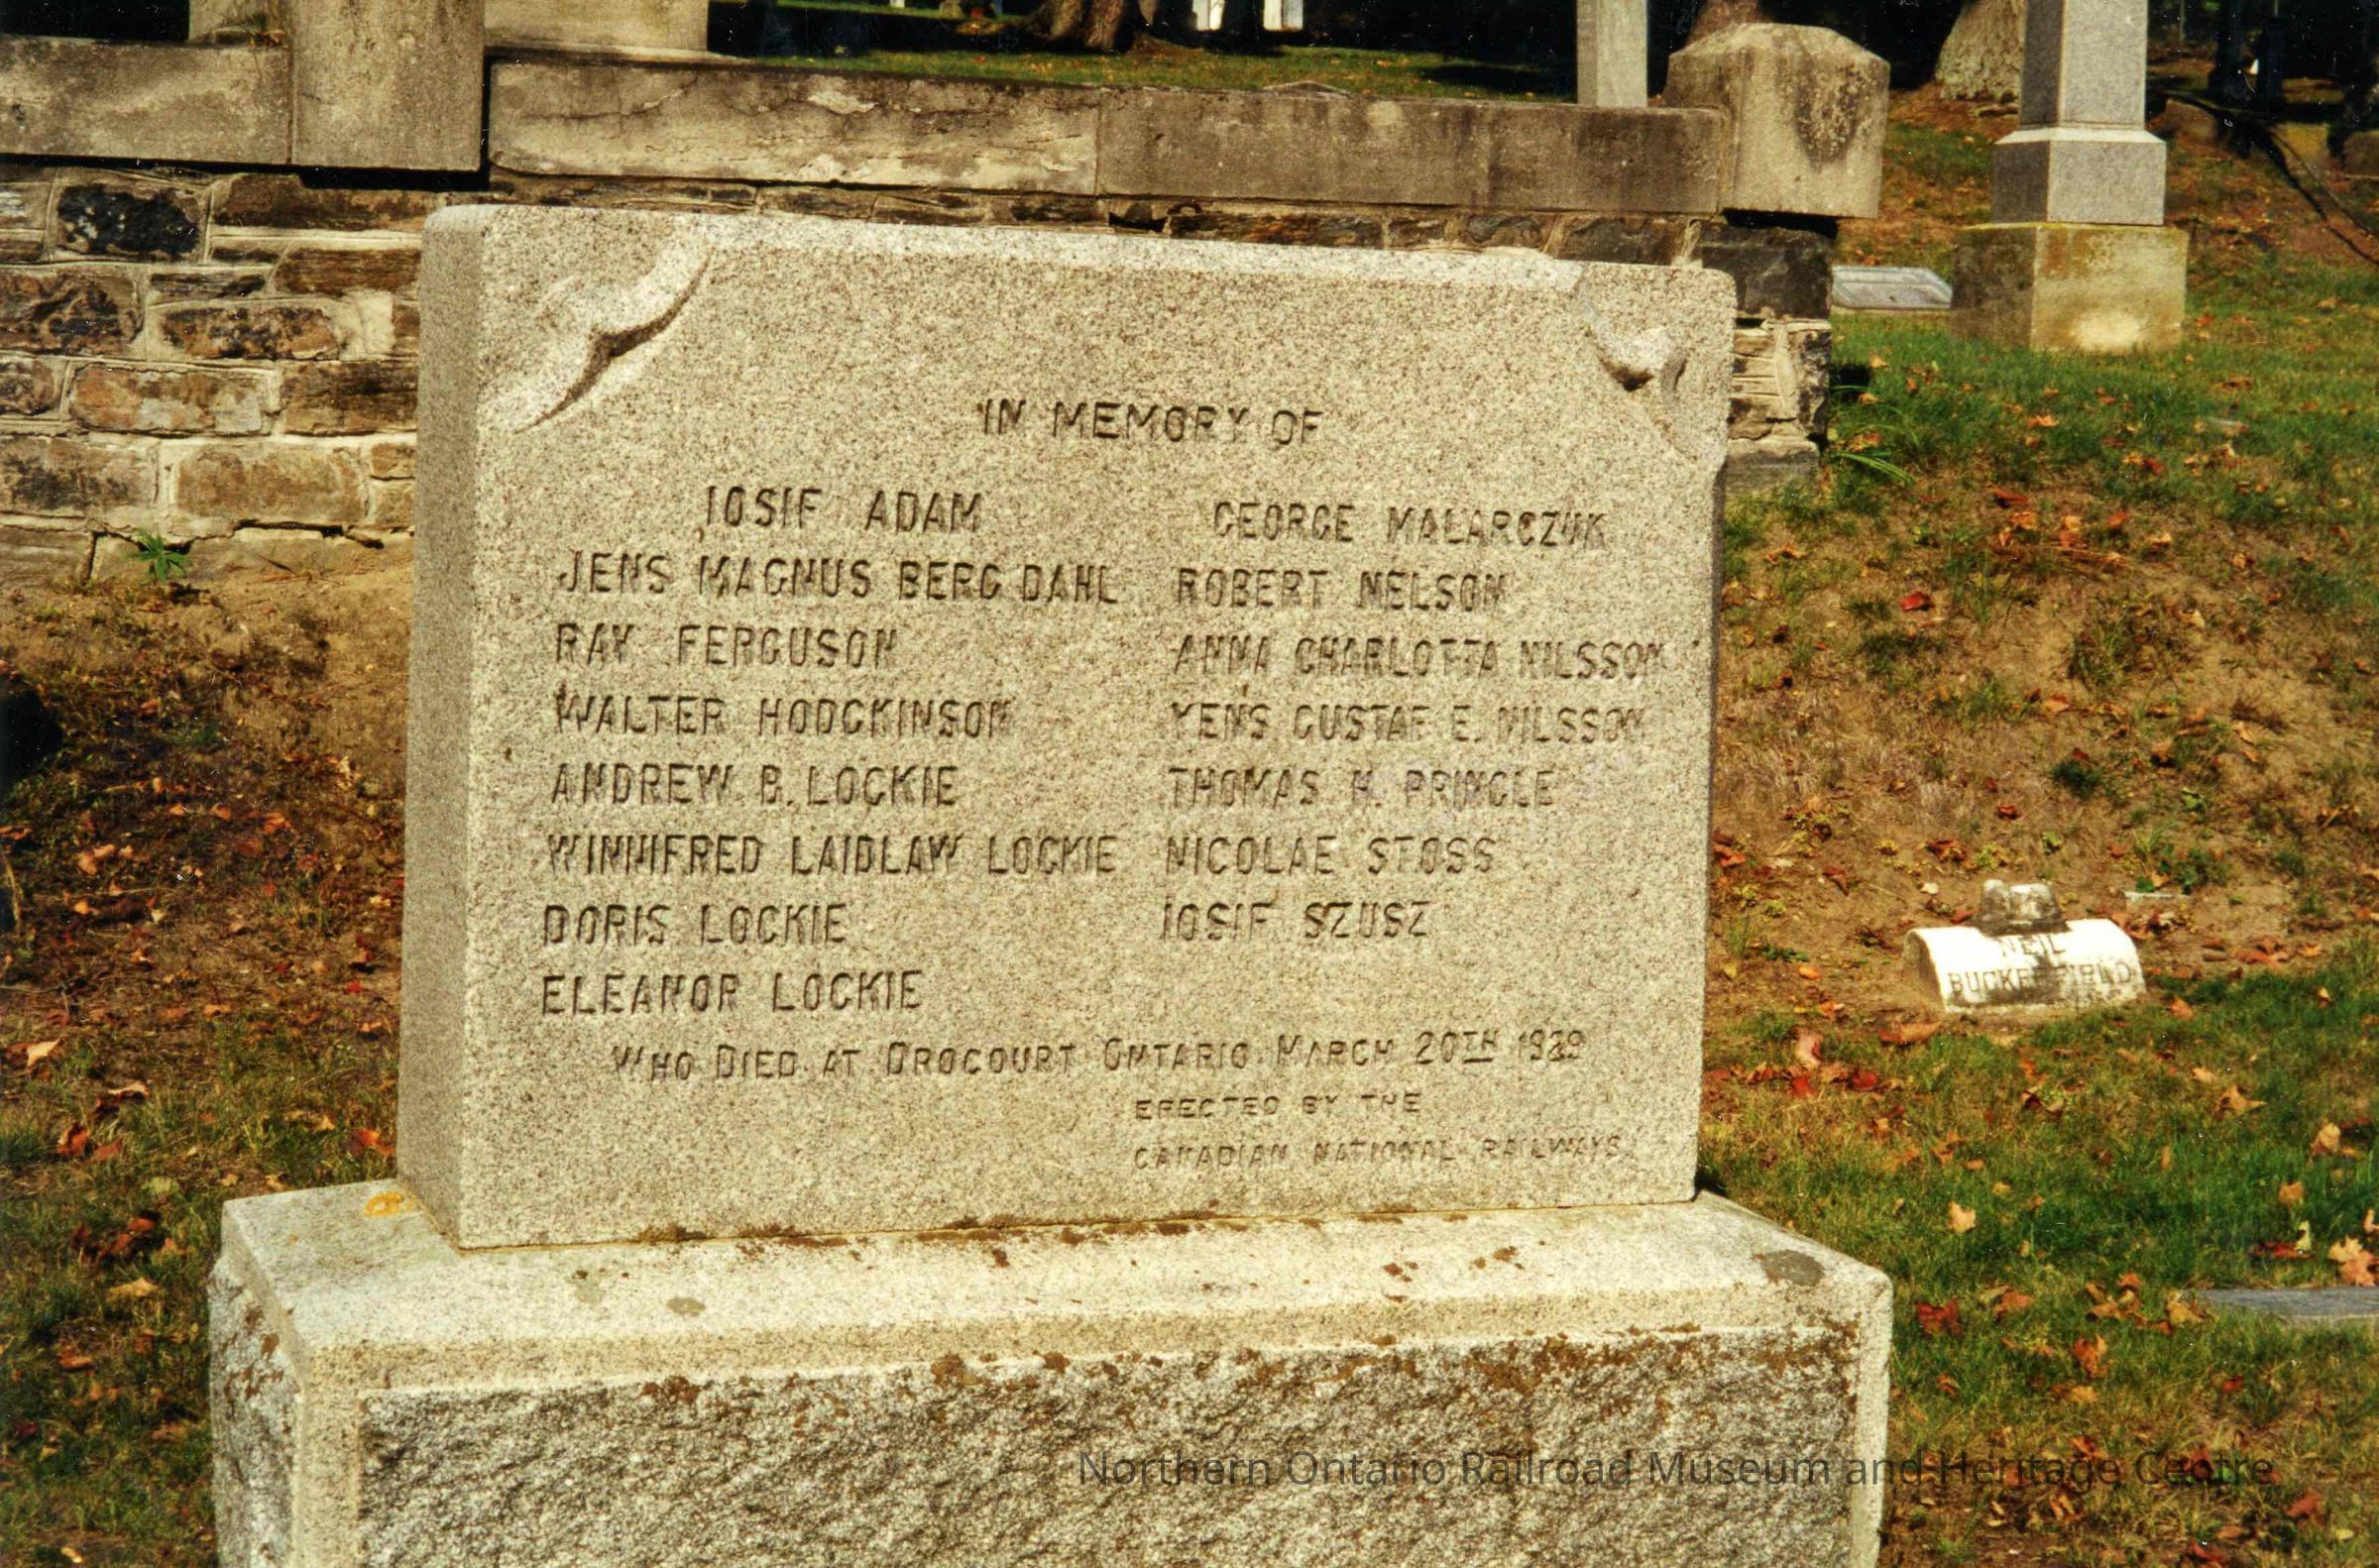 IN MEMORY OF
IOSIF ADAM
JENS MAGNUS BERG DAHL
RAY FERGUSON
WALTER HODGKINSON
ANDREW B. LOCKIE
WINNIFRED LAIDLAW LOCKIE
DORIS LOCKIE
ELEANOR LOCKIE
GEORGE MALARCZUK
ROBERT NELSON
ANNA CHARLOTTA NILSSON
YENS GUSTAF E. NILSSON
THOMAS H. PRINGLE
NICOLAE STOSS
IOSIF SZUSZ
WHO DIED AT DROCOURT ONTARIO MARCH 20TH 1929
ERECTED BY THE
CANADIAN NATIONAL RAILWAYS
NEIL
Northern Ontario Railroad Museum and Heritage Centre